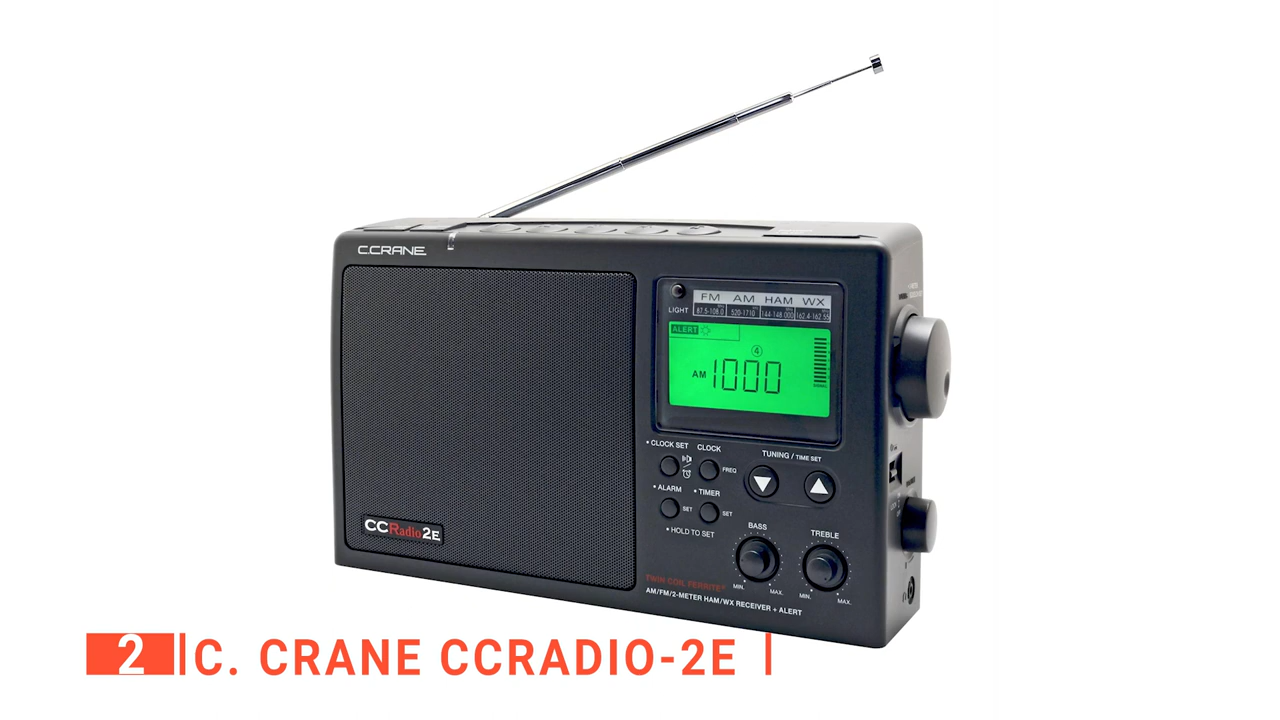 C.CRANE
FM AM HAM WX
LIGHT
87.5-108.0 520-1710 144-148.000 162.4-162.55
ALERT
4
AM 1000
• CLOCK SET CLOCK
TUNING / TIME SET
FREQ
• ALARM • TIMER
SET SET
• HOLD TO SET
BASS
TREBLE
MIN. MAX.
MIN. MAX.
CCRadio2E
TWIN COIL FERRITE®
AM/FM/2-METER HAM/WX RECEIVER + ALERT
2 C. CRANE CCRADIO-2E